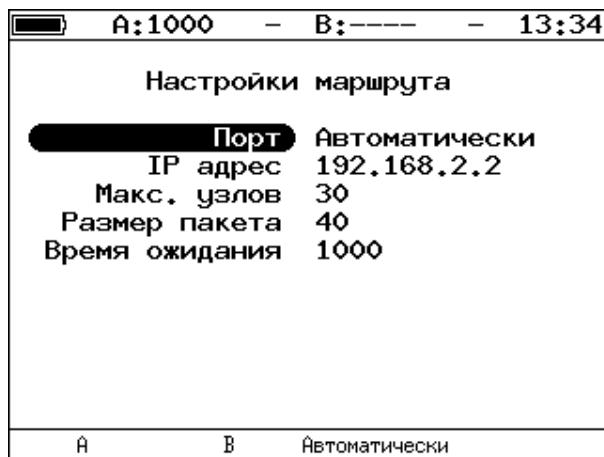 A:1000 – B:---- – 13:34
Настройки маршрута
Порт Автоматически
IP адрес 192.168.2.2
Макс. узлов 30
Размер пакета 40
Время ожидания 1000
A B Автоматически